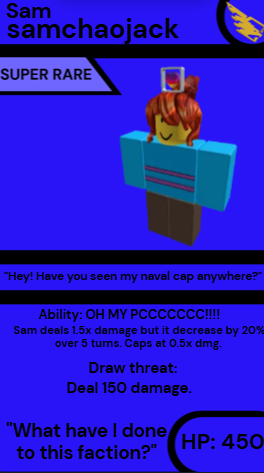 Sam
samchaojack
SUPER RARE
"Hey! Have you seen my naval cap anywhere?"
Ability: OH MY PCCCCCCC!!!!
Sam deals 1.5x damage but it decrease by 20%
over 5 turns. Caps at 0.5x dmg.
Draw threat:
Deal 150 damage.
"What have I done
to this faction?"
HP: 450